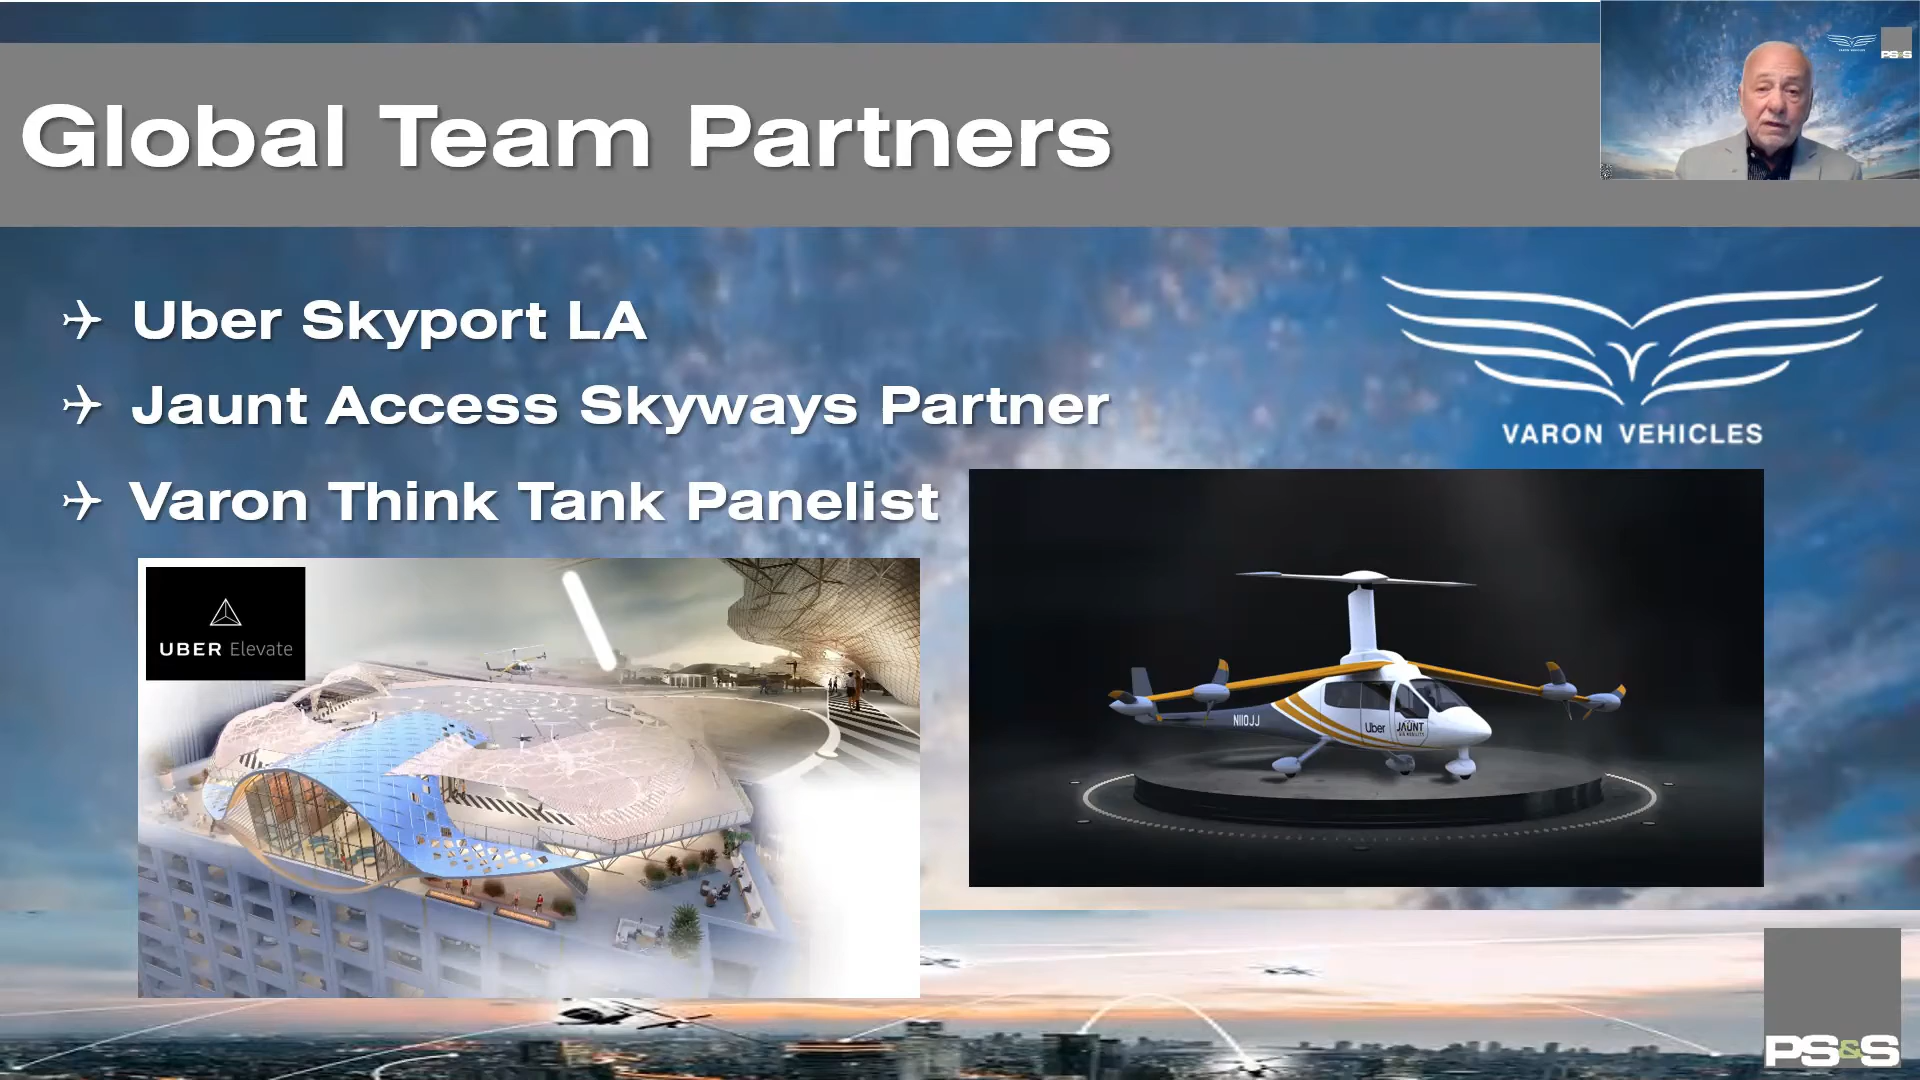 Global Team Partners
PS&S
Uber Skyport LA
Jaunt Access Skyways Partner
Varon Think Tank Panelist
VARON VEHICLES
UBER Elevate
N110JJ
Uber
JAUNT
PS&S